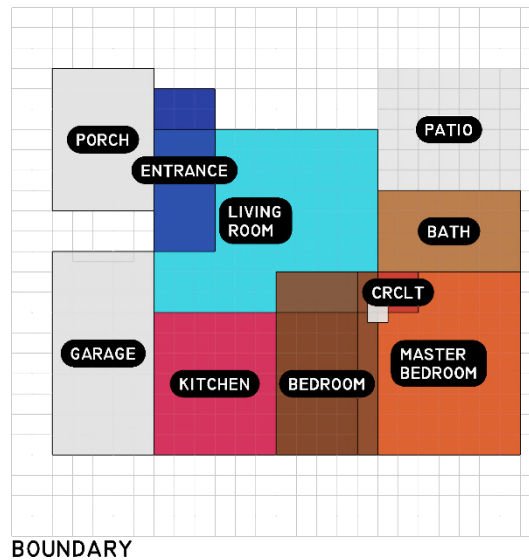 PATIO
PORCH
ENTRANCE
LIVING
ROOM
BATH
CRCLT
GARAGE
MASTER
BEDROOM
KITCHEN
BEDROOM
BOUNDARY